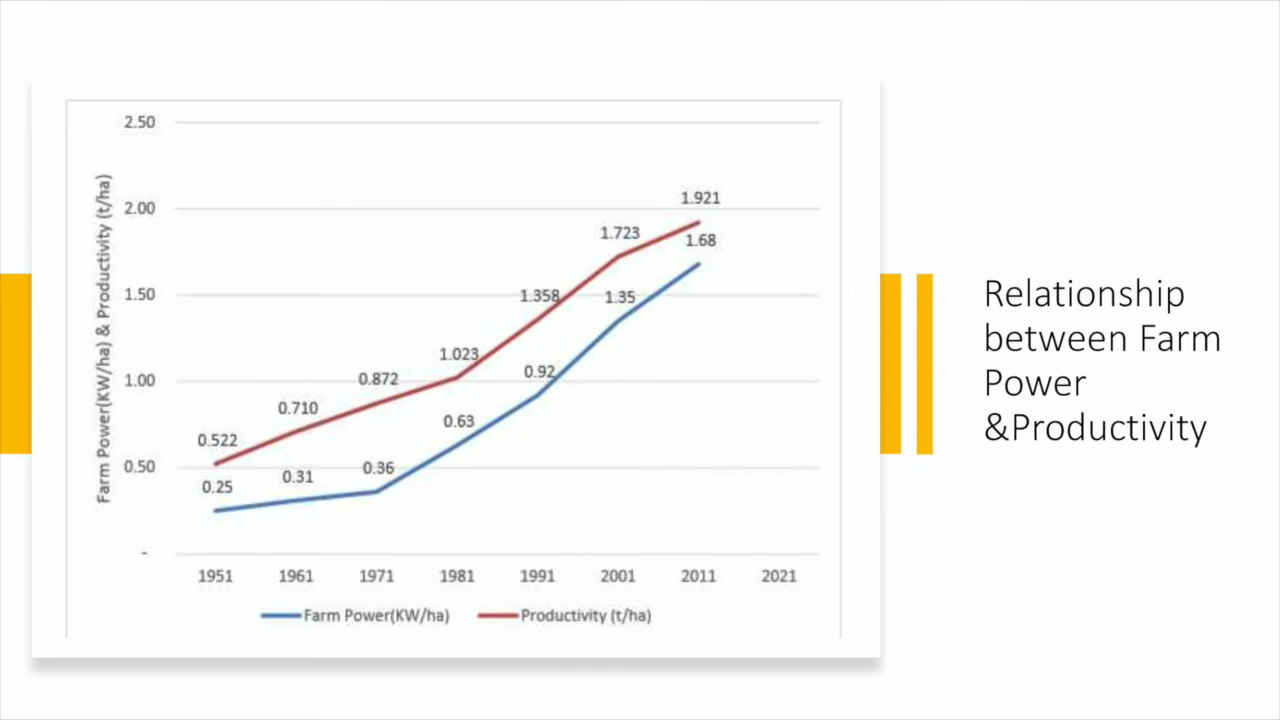 2.50
2.00
1.50
1.00
0.50
-
Farm Power(KW/ha) & Productivity (t/ha)
0.522
0.710
0.872
1.023
1.358
1.723
1.921
0.25
0.31
0.36
0.63
0.92
1.35
1.68
1951 1961 1971 1981 1991 2001 2011 2021
Farm Power(KW/ha) Productivity (t/ha)
Relationship
between Farm
Power
&Productivity